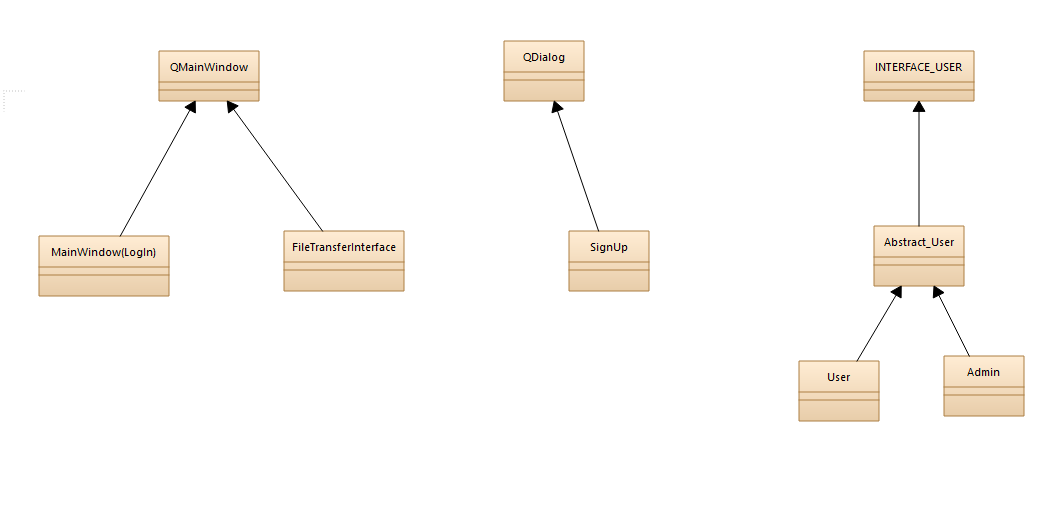 QMainWindow
QDialog
INTERFACE_USER
MainWindow(LogIn)
FileTransferInterface
SignUp
Abstract_User
User
Admin